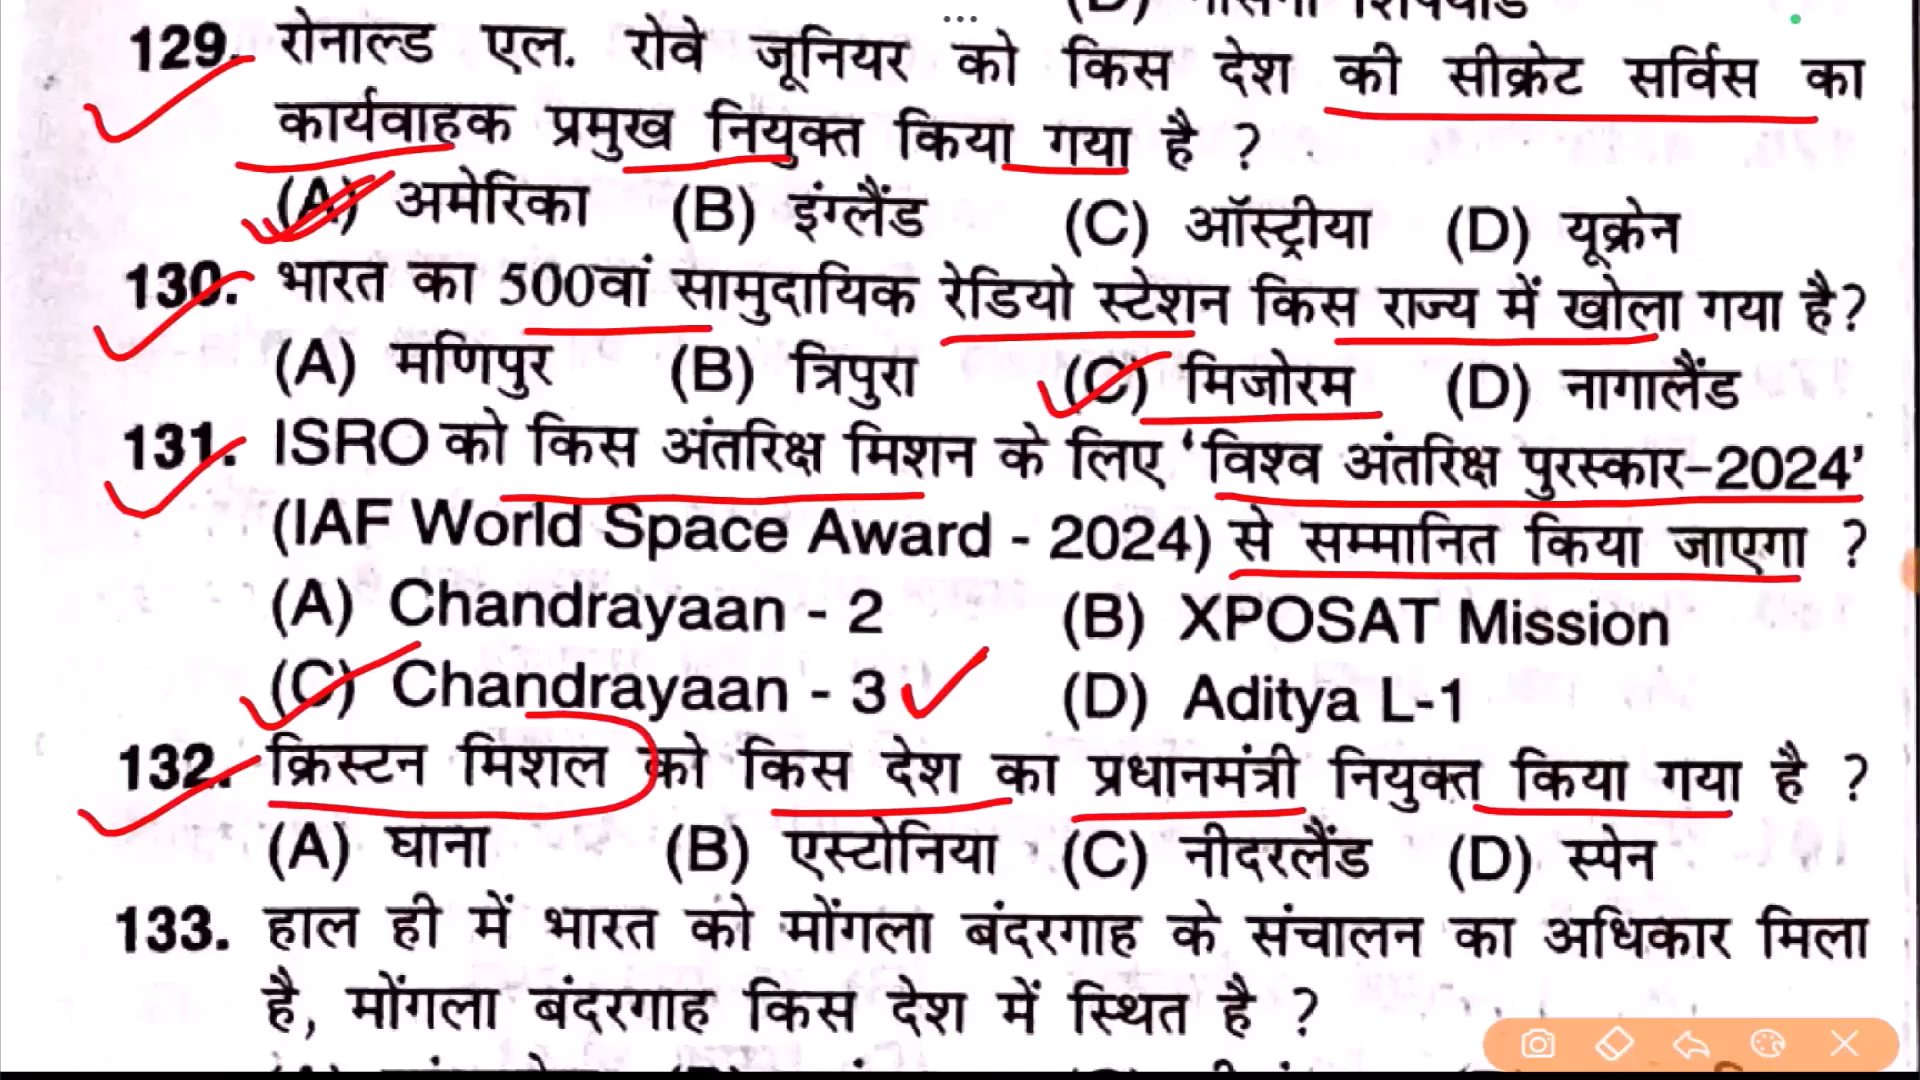 129. रोनाल्ड एल. रोवे जूनियर को किस देश की सीक्रेट सर्विस का
कार्यवाहक प्रमुख नियुक्त किया गया है ?
(A) अमेरिका (B) इंग्लैंड (C) ऑस्ट्रीया (D) यूक्रेन
130. भारत का 500वां सामुदायिक रेडियो स्टेशन किस राज्य में खोला गया है?
(A) मणिपुर (B) त्रिपुरा (C) मिजोरम (D) नागालैंड
131. ISRO को किस अंतरिक्ष मिशन के लिए ‘विश्व अंतरिक्ष पुरस्कार–2024’
(IAF World Space Award - 2024) से सम्मानित किया जाएगा ?
(A) Chandrayaan - 2 (B) XPOSAT Mission
(C) Chandrayaan - 3 (D) Aditya L-1
132. क्रिस्टन मिशल को किस देश का प्रधानमंत्री नियुक्त किया गया है ?
(A) घाना (B) एस्टोनिया (C) नीदरलैंड (D) स्पेन
133. हाल ही में भारत को मोंगला बंदरगाह के संचालन का अधिकार मिला
है, मोंगला बंदरगाह किस देश में स्थित है ?